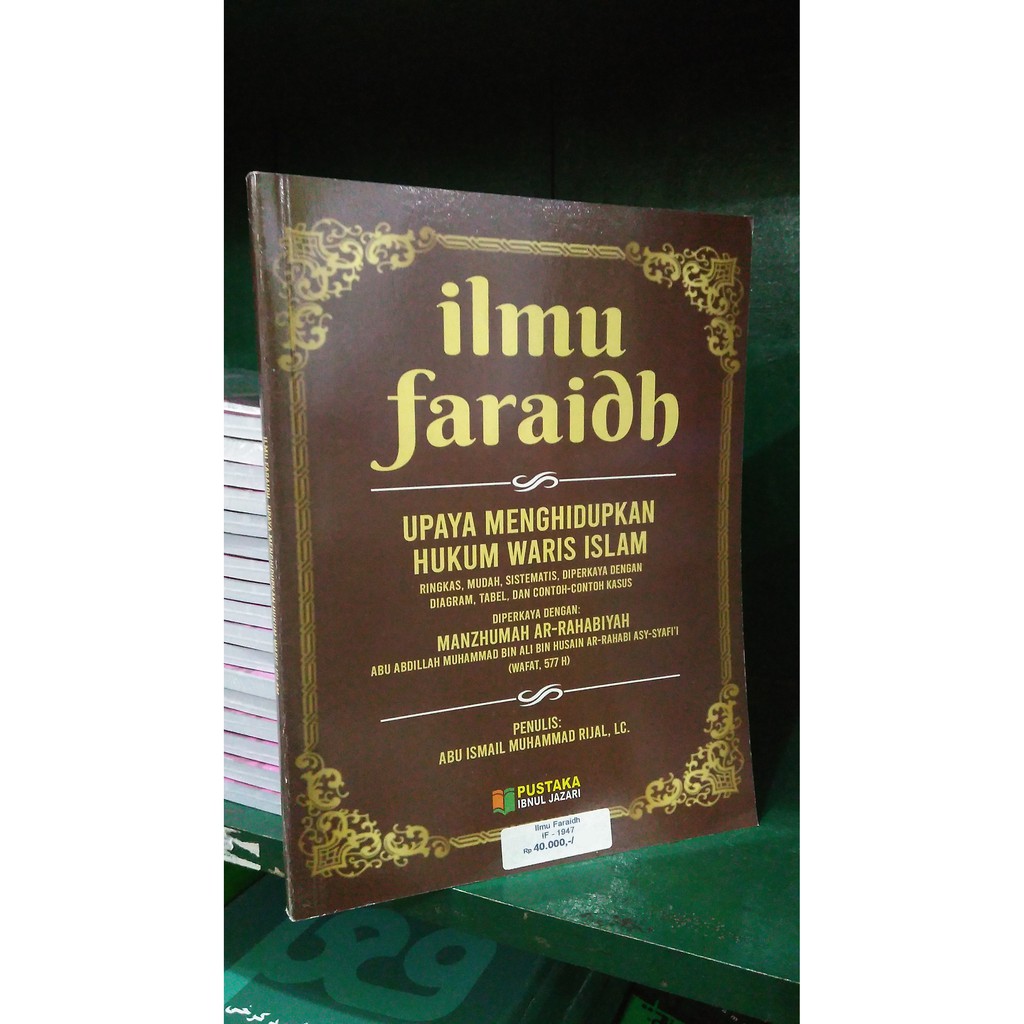 ilmu
faraidh
UPAYA MENGHIDUPKAN
HUKUM WARIS ISLAM
RINGKAS, MUDAH, SISTEMATIS, DIPERKAYA DENGAN
DIAGRAM, TABEL, DAN CONTOH-CONTOH KASUS
DIPERKAYA DENGAN:
MANZHUMAH AR-RAHABIYAH
ABU ABDILLAH MUHAMMAD BIN ALI BIN HUSAIN AR-RAHABI ASY-SYAFI'I
(WAFAT, 577 H)
PENULIS:
ABU ISMAIL MUHAMMAD RIJAL, LC.
PUSTAKA
IBNUL JAZARI
Ilmu Faraidh
IF - 1947
Rp 40.000,-/